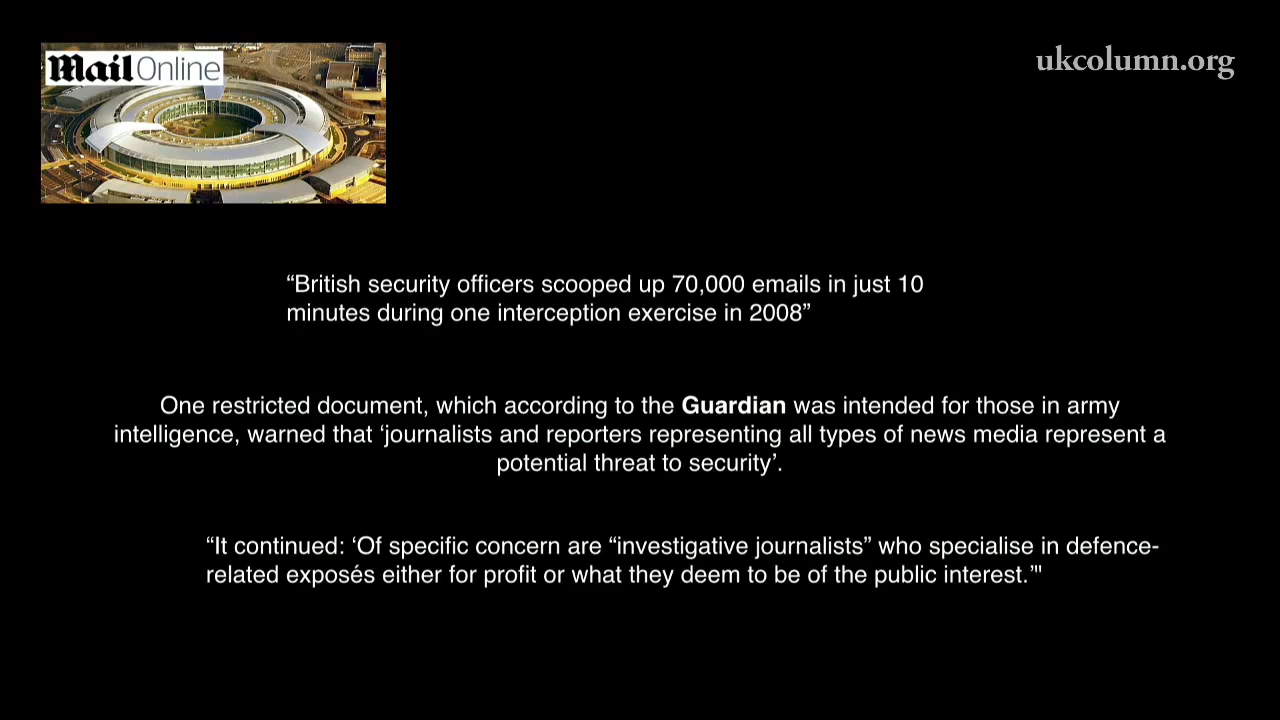 Mail Online
ukcolumn.org
“British security officers scooped up 70,000 emails in just 10
minutes during one interception exercise in 2008”
One restricted document, which according to the Guardian was intended for those in army
intelligence, warned that ‘journalists and reporters representing all types of news media represent a
potential threat to security’.
“It continued: ‘Of specific concern are “investigative journalists” who specialise in defence-
related exposés either for profit or what they deem to be of the public interest.’"